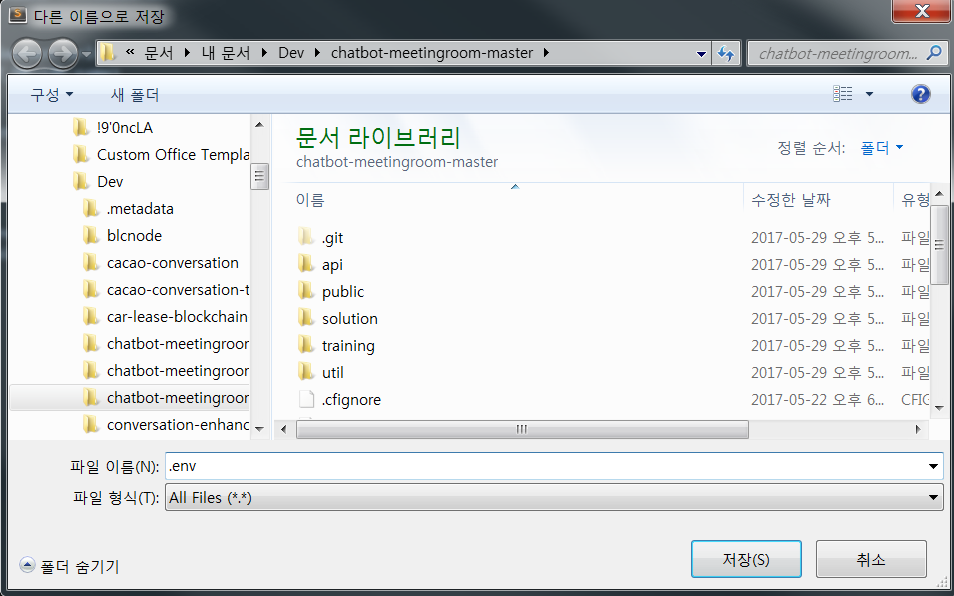 다른 이름으로 저장
« 문서 ▸ 내 문서 ▸ Dev ▸ chatbot-meetingroom-master ▸
chatbot-meetingroom...
구성 새 폴더
!9'0ncLA
Custom Office Templa
Dev
.metadata
blcnode
cacao-conversation
cacao-conversation-t
car-lease-blockchain
chatbot-meetingroor
chatbot-meetingroor
chatbot-meetingroor
conversation-enhanc
문서 라이브러리
chatbot-meetingroom-master
정렬 순서: 폴더
이름 수정한 날짜 유형
.git 2017-05-29 오후 5... 파일
api 2017-05-29 오후 5... 파일
public 2017-05-29 오후 5... 파일
solution 2017-05-29 오후 5... 파일
training 2017-05-29 오후 5... 파일
util 2017-05-29 오후 5... 파일
.cfignore 2017-05-22 오후 6... CFIG
파일 이름(N): .env
파일 형식(T): All Files (*.*)
폴더 숨기기 저장(S) 취소